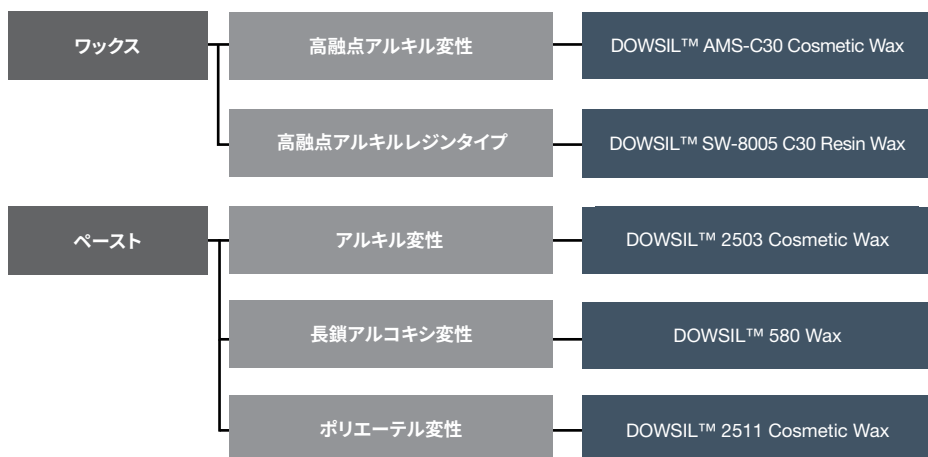 ワックス
高融点アルキル変性
DOWSIL™ AMS-C30 Cosmetic Wax
高融点アルキルレジンタイプ
DOWSIL™ SW-8005 C30 Resin Wax
ペースト
アルキル変性
DOWSIL™ 2503 Cosmetic Wax
長鎖アルコキシ変性
DOWSIL™ 580 Wax
ポリエーテル変性
DOWSIL™ 2511 Cosmetic Wax